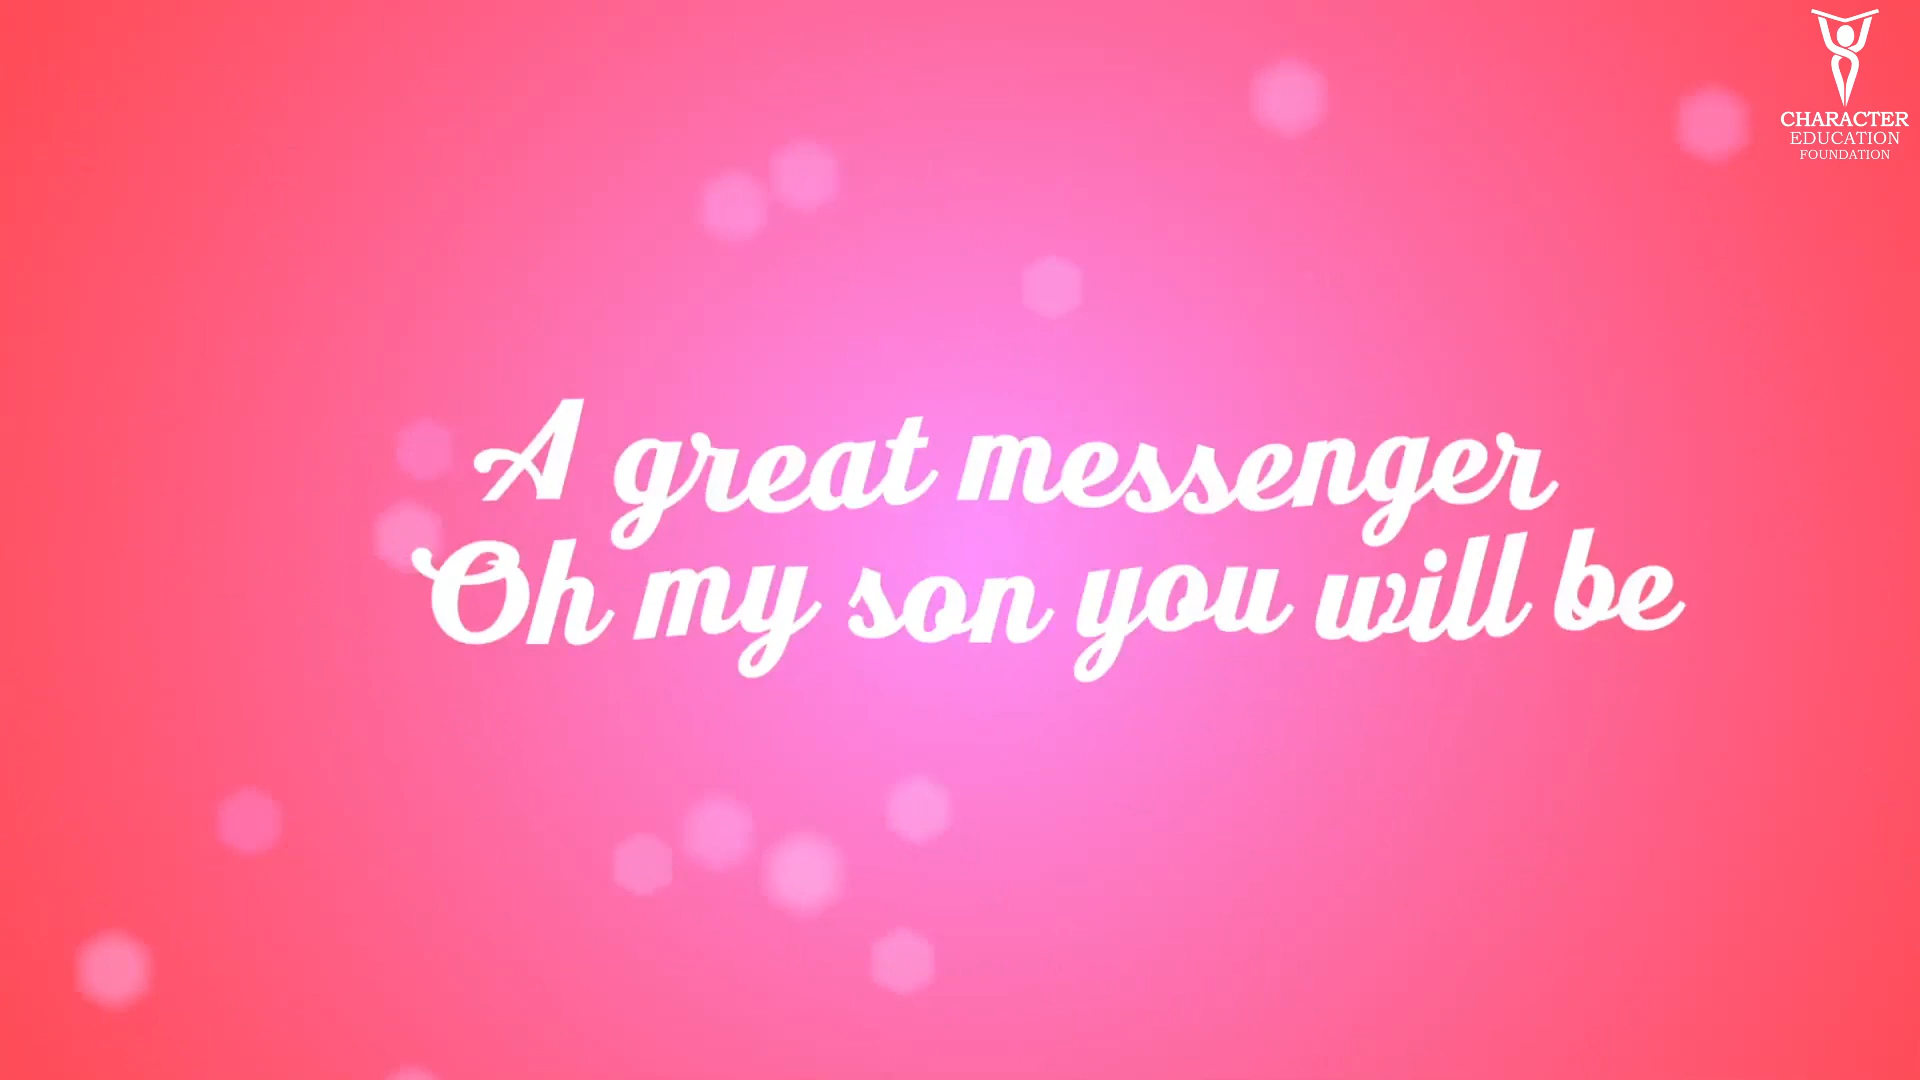 CHARACTER
EDUCATION
FOUNDATION
A great messenger
Oh my son you will be